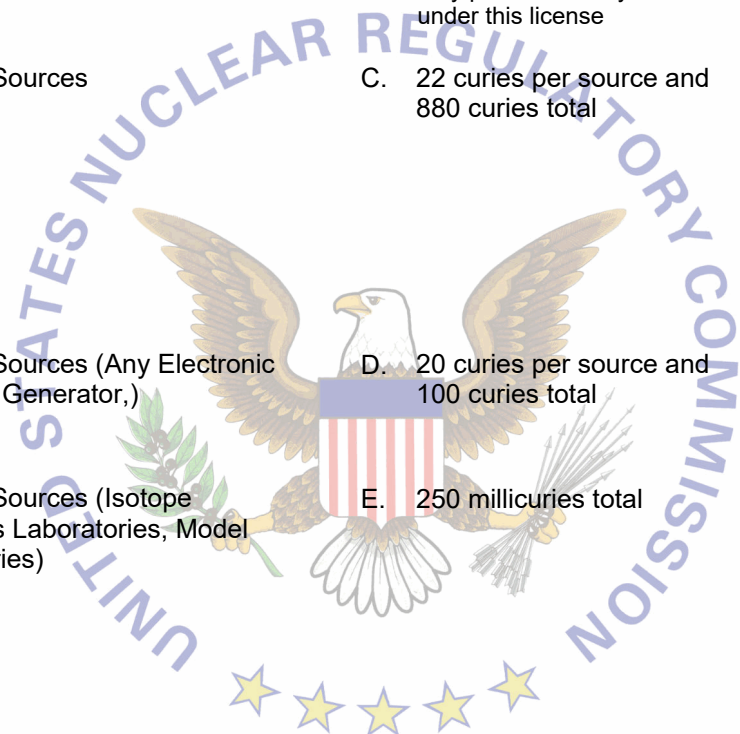 under this license
Sources
C. 22 curies per source and
880 curies total
Sources (Any Electronic
Generator,)
D. 20 curies per source and
100 curies total
Sources (Isotope
s Laboratories, Model
ries)
E. 250 millicuries total
UNITED STATES NUCLEAR REGULATORY COMMISSION